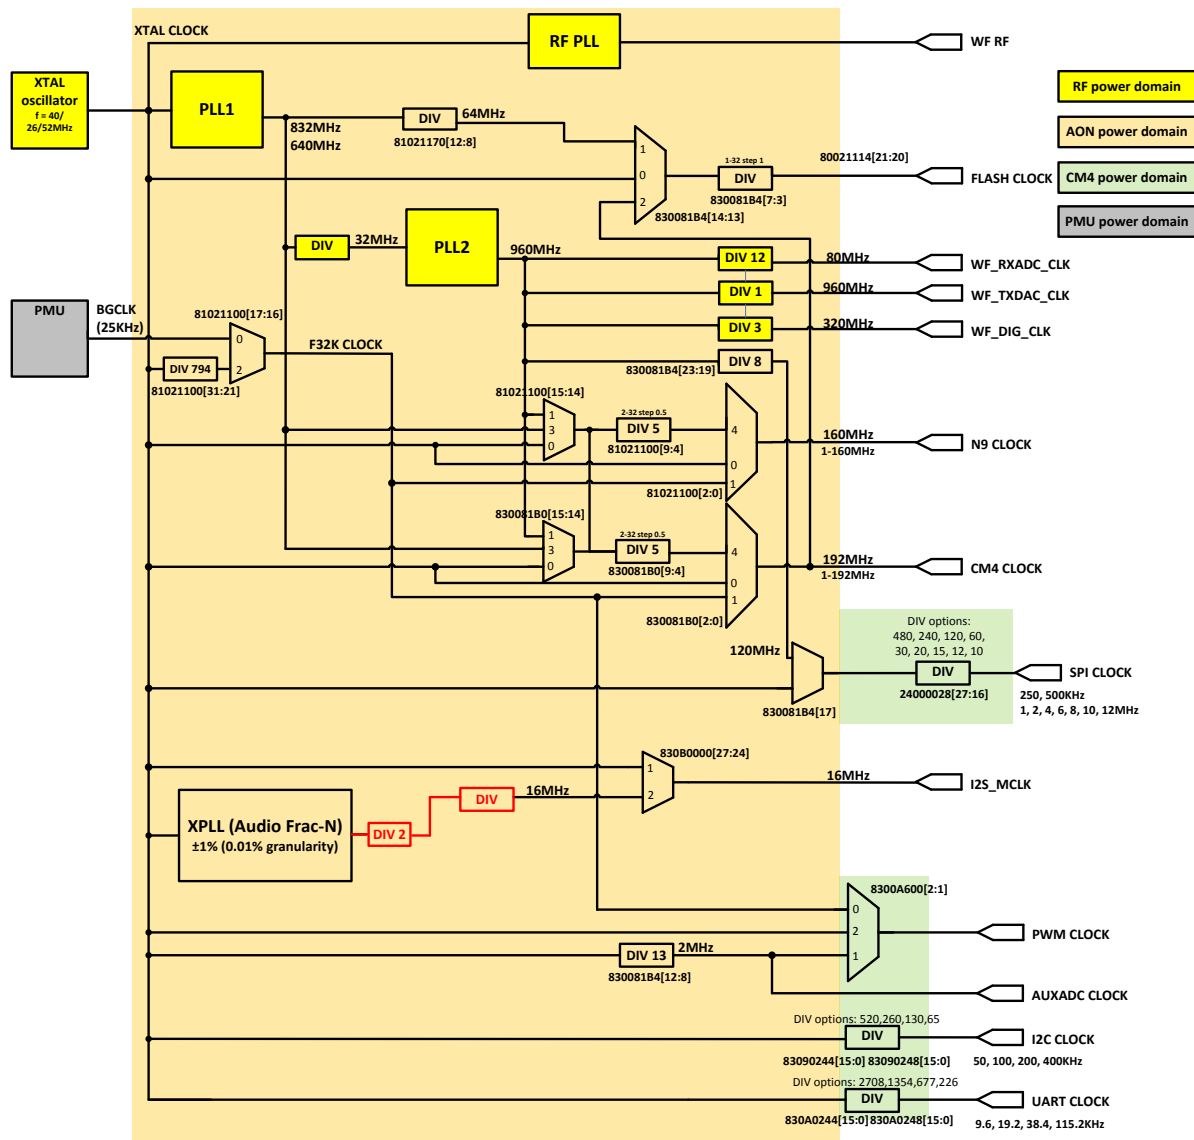 XTAL CLOCK
RF PLL
WF RF
XTAL
oscillator
f = 40/
26/52MHz
PLL1
832MHz
640MHz
DIV
81021170[12:8]
64MHz
1
0
2
830081B4[14:13]
1-32 step 1
DIV
830081B4[7:3]
80021114[21:20]
FLASH CLOCK
RF power domain
AON power domain
CM4 power domain
PMU power domain
DIV
32MHz
PLL2
960MHz
DIV 12
80MHz
WF_RXADC_CLK
DIV 1
960MHz
WF_TXDAC_CLK
DIV 3
320MHz
WF_DIG_CLK
DIV 8
830081B4[23:19]
PMU
BGCLK
(25KHz)
81021100[17:16]
0
2
DIV 794
81021100[31:21]
F32K CLOCK
81021100[15:14]
1
3
0
2-32 step 0.5
DIV 5
81021100[9:4]
4
0
1
81021100[2:0]
160MHz
1-160MHz
N9 CLOCK
830081B0[15:14]
1
3
0
2-32 step 0.5
DIV 5
830081B0[9:4]
4
0
1
830081B0[2:0]
192MHz
1-192MHz
CM4 CLOCK
120MHz
830081B4[17]
DIV options:
480, 240, 120, 60,
30, 20, 15, 12, 10
DIV
24000028[27:16]
SPI CLOCK
250, 500KHz
1, 2, 4, 6, 8, 10, 12MHz
830B0000[27:24]
1
2
16MHz
I2S_MCLK
XPLL (Audio Frac-N)
±1% (0.01% granularity)
DIV 2
DIV
16MHz
8300A600[2:1]
0
2
1
PWM CLOCK
DIV 13
2MHz
830081B4[12:8]
AUXADC CLOCK
DIV options: 520,260,130,65
DIV
83090244[15:0] 83090248[15:0]
I2C CLOCK
50, 100, 200, 400KHz
DIV options: 2708,1354,677,226
DIV
830A0244[15:0] 830A0248[15:0]
UART CLOCK
9.6, 19.2, 38.4, 115.2KHz